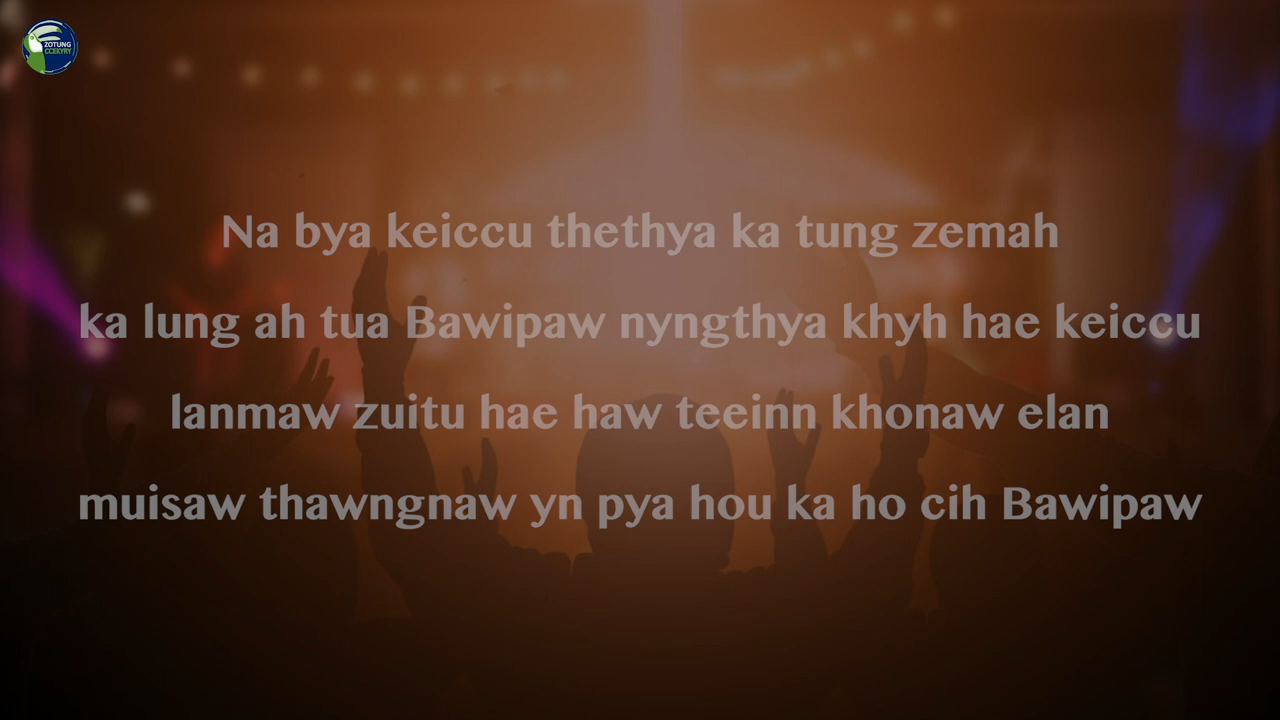 ZOTUNG
CCEKYRY
Na bya keiccu thethya ka tung zemah
ka lung ah tua Bawipaw nyngthya khyh hae keiccu
lanmaw zuitu hae haw teeinn khonaw elan
muisaw thawngnaw yn pya hou ka ho cih Bawipaw